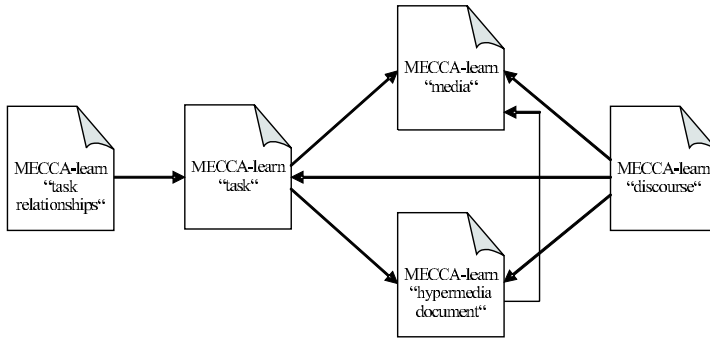 MECCA-learn
“media“
MECCA-learn
“task
relationships“
MECCA-learn
“task“
MECCA-learn
“discourse“
MECCA-learn
“hypermedia
document“